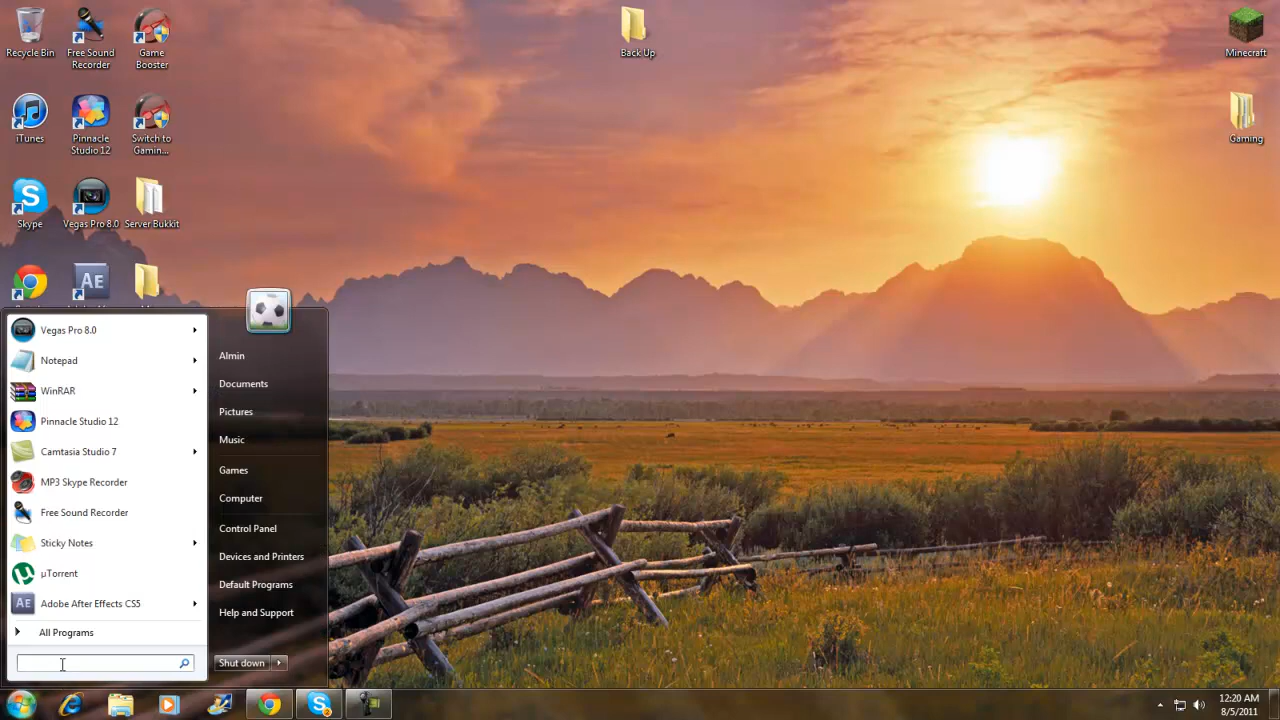 Recycle Bin
Free Sound
Recorder
Game
Booster
Back Up
Minecraft
iTunes
Pinnacle
Studio 12
Switch to
Gamin...
Gaming
Skype
Vegas Pro 8.0
Server Bukkit
Vegas Pro 8.0
Notepad
WinRAR
Pinnacle Studio 12
Camtasia Studio 7
MP3 Skype Recorder
Free Sound Recorder
Sticky Notes
µTorrent
Adobe After Effects CS5
All Programs
Almin
Documents
Pictures
Music
Games
Computer
Control Panel
Devices and Printers
Default Programs
Help and Support
Shut down
12:20 AM
8/5/2011